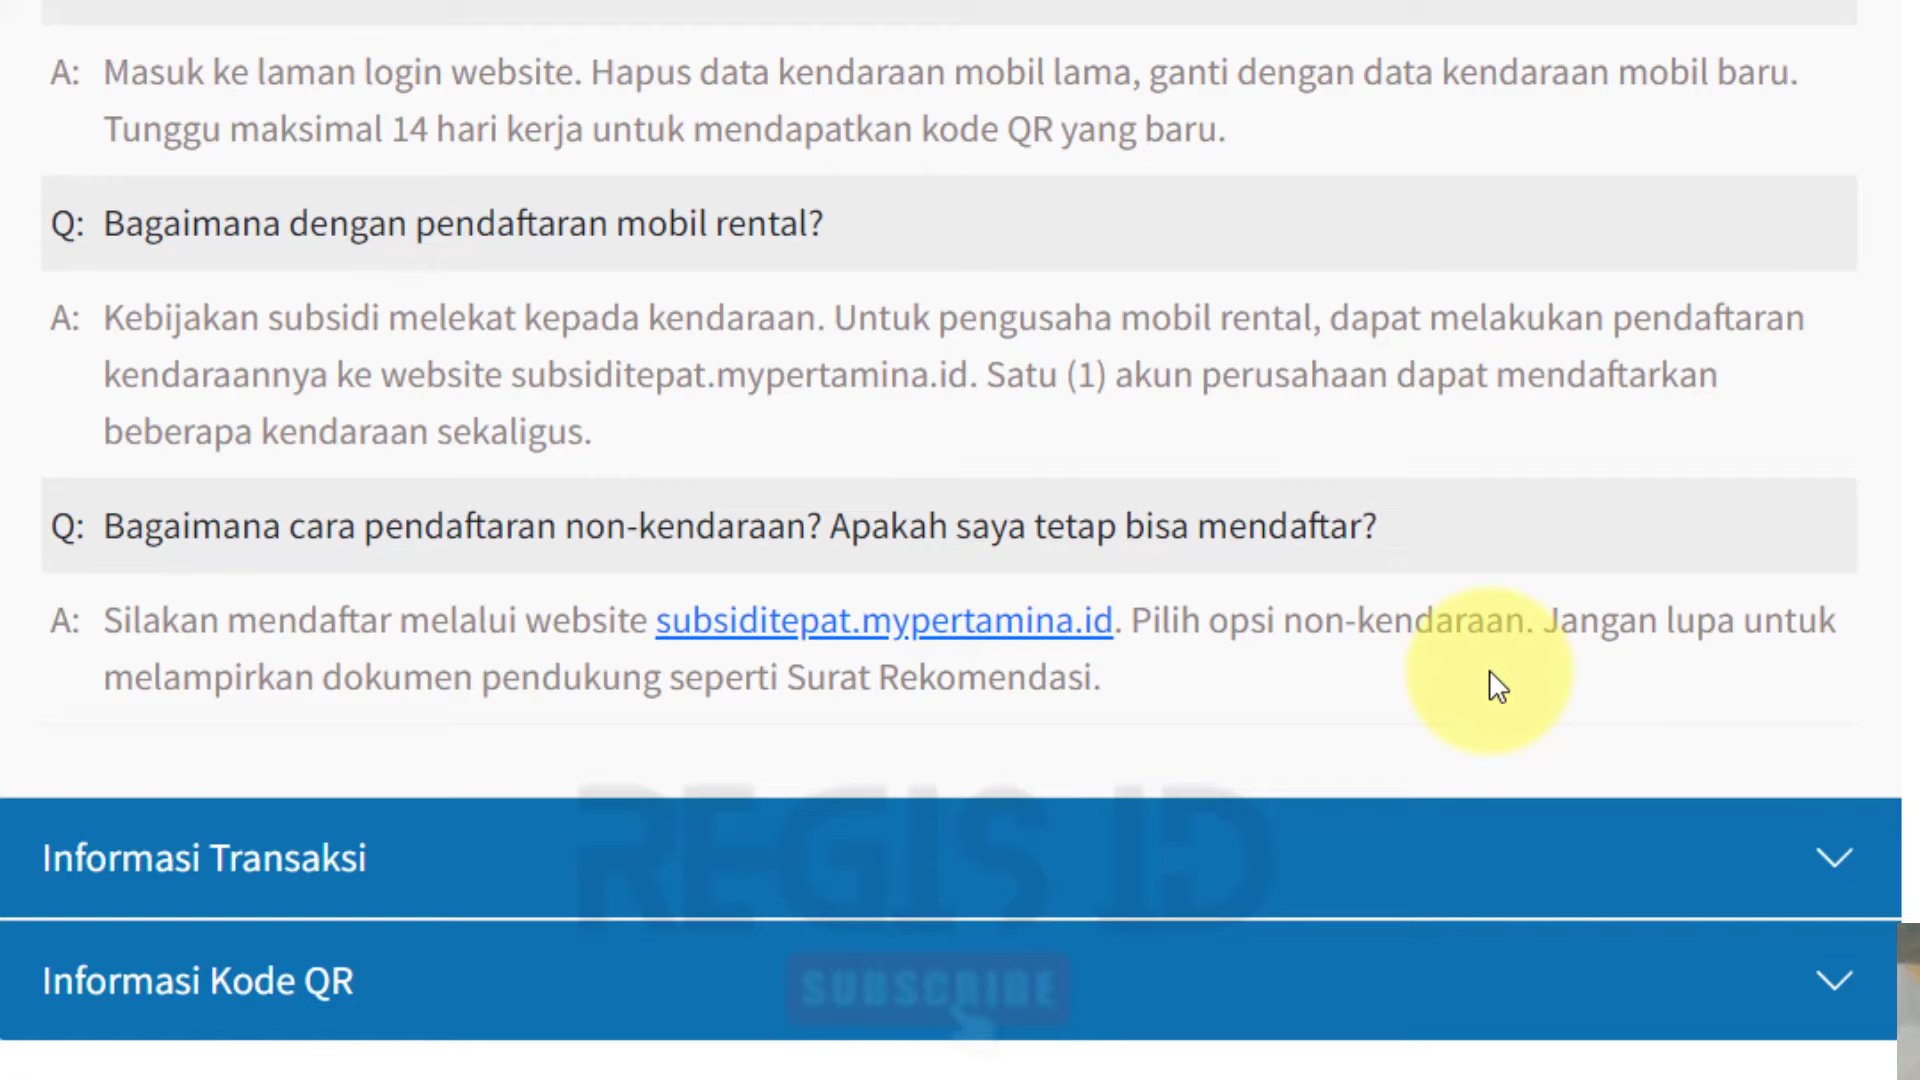 A: Masuk ke laman login website. Hapus data kendaraan mobil lama, ganti dengan data kendaraan mobil baru.
Tunggu maksimal 14 hari kerja untuk mendapatkan kode QR yang baru.
Q: Bagaimana dengan pendaftaran mobil rental?
A: Kebijakan subsidi melekat kepada kendaraan. Untuk pengusaha mobil rental, dapat melakukan pendaftaran
kendaraannya ke website subsiditepat.mypertamina.id. Satu (1) akun perusahaan dapat mendaftarkan
beberapa kendaraan sekaligus.
Q: Bagaimana cara pendaftaran non-kendaraan? Apakah saya tetap bisa mendaftar?
A: Silakan mendaftar melalui website subsiditepat.mypertamina.id. Pilih opsi non-kendaraan. Jangan lupa untuk
melampirkan dokumen pendukung seperti Surat Rekomendasi.
REGIS ID
Informasi Transaksi
Informasi Kode QR
SUBSCRIBE